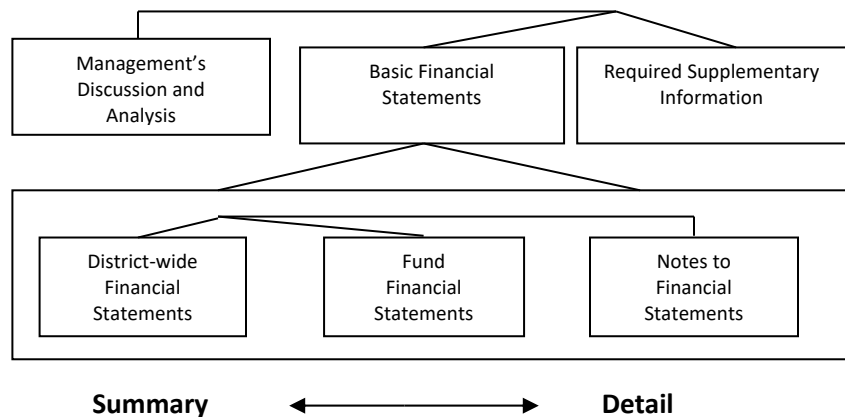 Management’s
Discussion and
Analysis
Basic Financial
Statements
Required Supplementary
Information
District-wide
Financial
Statements
Fund
Financial
Statements
Notes to
Financial
Statements
Summary
Detail